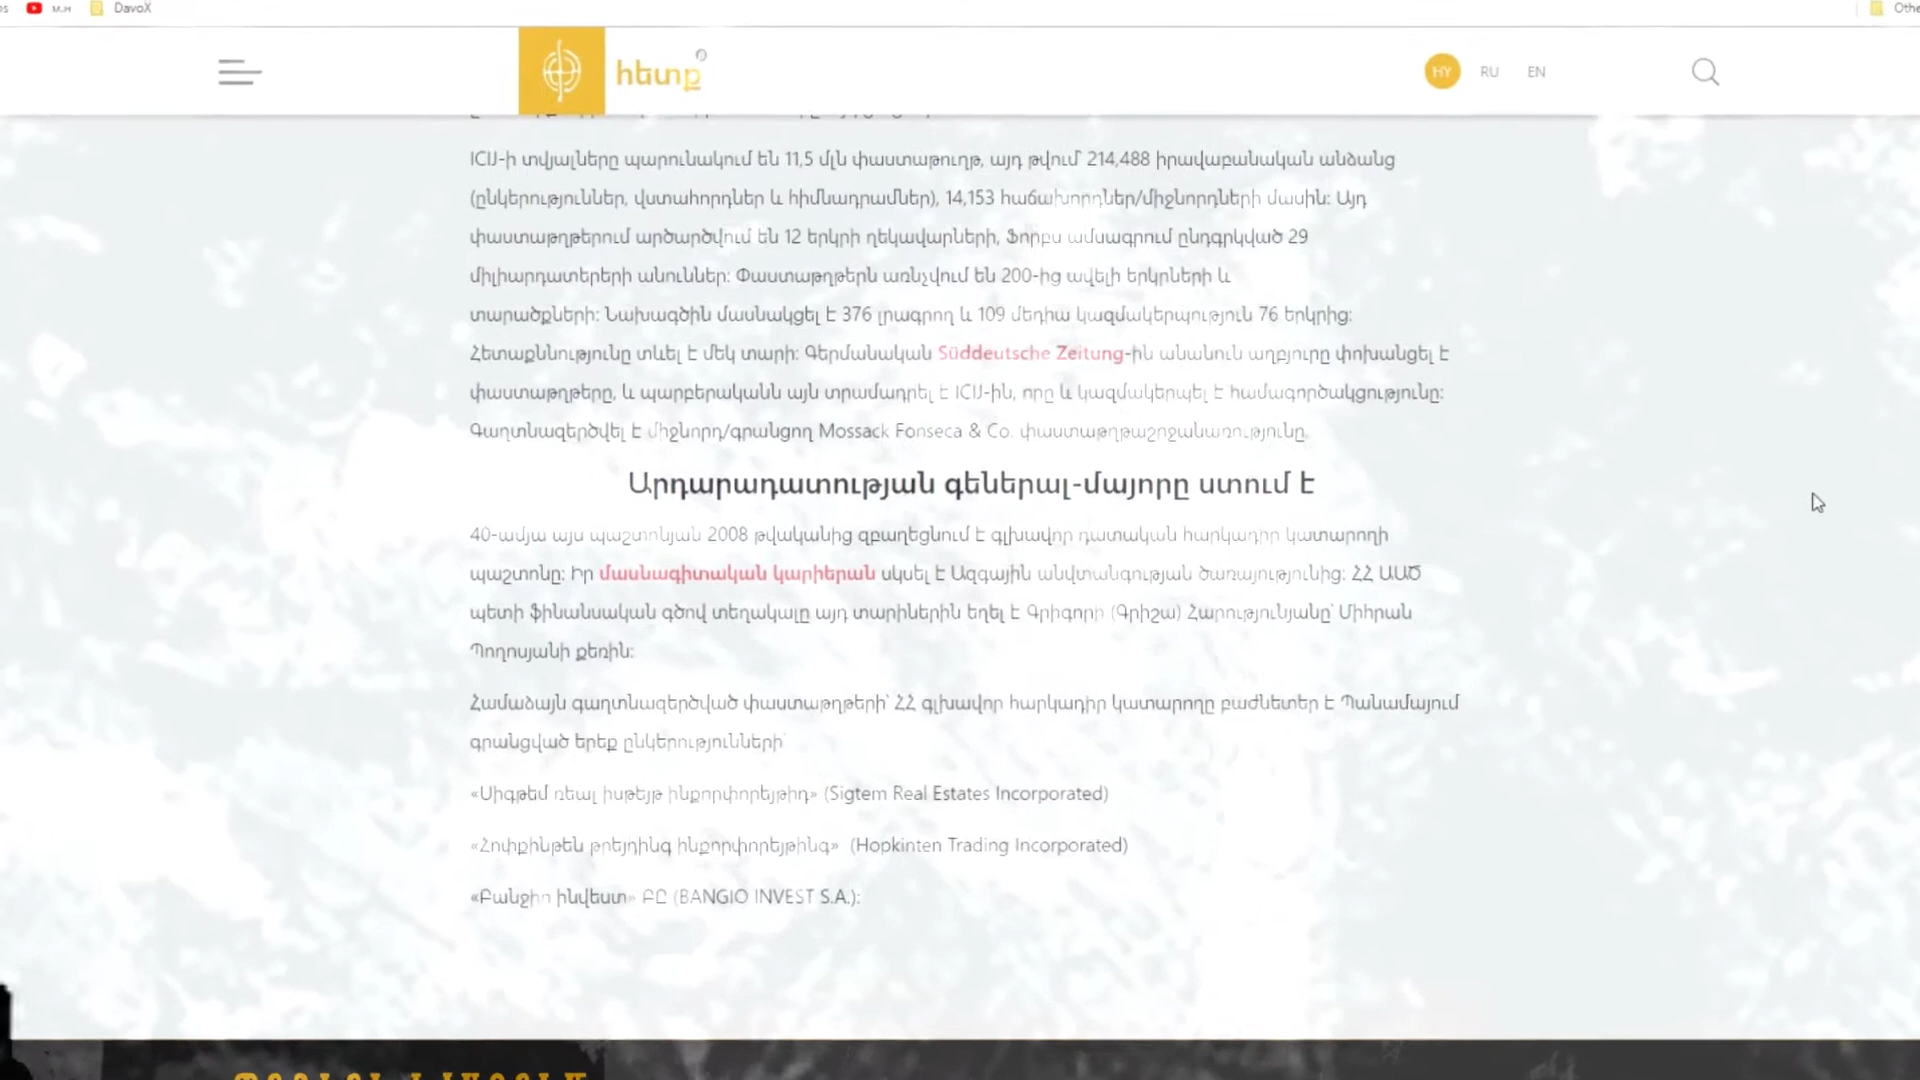 M.H
DavoX
Othe
հետք
HY RU EN
ICIJ-ի տվյալները պարունակում են 11,5 մլն փաստաթուղթ, այդ թվում՝ 214,488 իրավաբանական անձանց
(ընկերություններ, վստահորդներ և հիմնադրամներ), 14,153 հաճախորդներ/միջնորդների մասին: Այդ
փաստաթղթերում արծարծվում են 12 երկրի ղեկավարների, Ֆորբս ամսագրում ընդգրկված 29
միլիարդատերերի անուններ: Փաստաթղթերն առնչվում են 200-ից ավելի երկրների և
տարածքների: Նախագծին մասնակցել է 376 լրագրող և 109 մեդիա կազմակերպություն 76 երկրից:
Հետաքննությունը տևել է մեկ տարի: Գերմանական Süddeutsche Zeitung-ին անանուն աղբյուրը փոխանցել է
փաստաթղթերը, և պարբերականն այն տրամադրել է ICIJ-ին, որը և կազմակերպել է համագործակցությունը:
Գաղտնազերծվել է միջնորդ/գրանցող Mossack Fonseca & Co. փաստաթղթաշրջանառությունը.
Արդարադատության գեներալ-մայորը ստում է
40-ամյա այս պաշտոնյան 2008 թվականից զբաղեցնում է գլխավոր դատական հարկադիր կատարողի
պաշտոնը: Իր մասնագիտական կարիերան սկսել է Ազգային անվտանգության ծառայությունից: ՀՀ ԱԱԾ
պետի ֆինանսական գծով տեղակալը այդ տարիներին եղել է Գրիգորի (Գրիշա) Հարությունյանը՝ Միհրան
Պողոսյանի քեռին:
Համաձայն գաղտնազերծված փաստաթղթերի՝ ՀՀ գլխավոր հարկադիր կատարողը բաժնետեր է Պանամայում
գրանցված երեք ընկերությունների՝
«Սիգթեմ ռեալ իսթեյթ ինքորփորեյթիդ» (Sigtem Real Estates Incorporated)
«Հոփքինթեն թրեյդինգ ինքորփորեյթինգ» (Hopkinten Trading Incorporated)
«Բանջիո ինվեստ» ԲԸ (BANGIO INVEST S.A.):